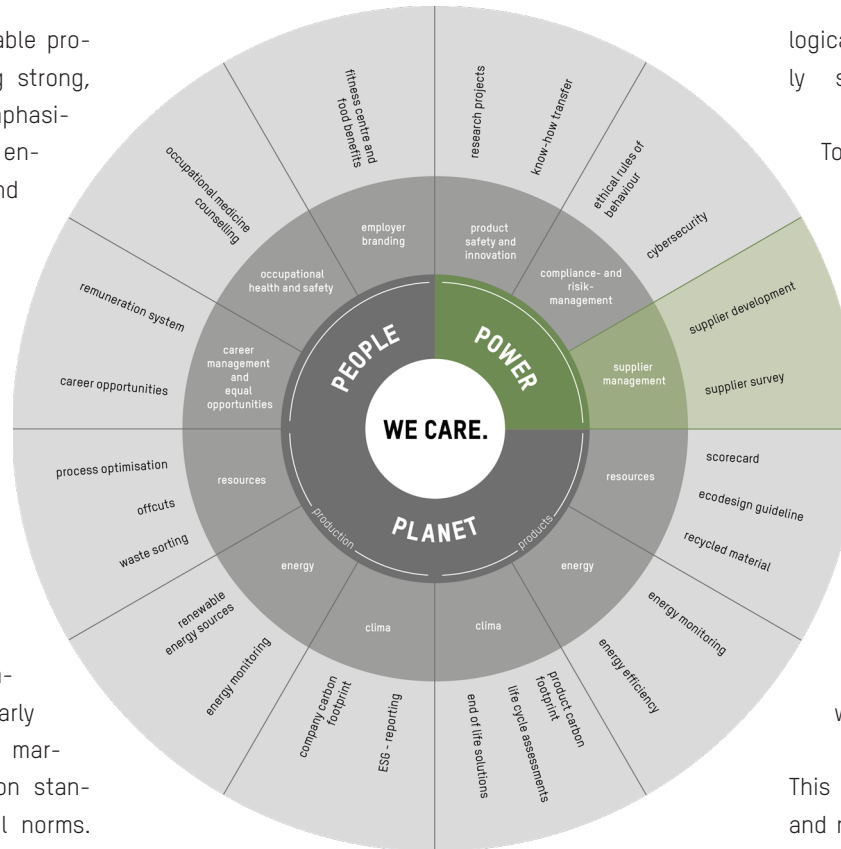 able pro-
g strong,
phasi-
en-
nd
arly
mar-
on stan-
l norms.
fitness centre and
food benefits
occupational medicine
counselling
remuneration system
career opportunities
employer
branding
occupational
health and safety
career
management
and
equal
opportunities
PEOPLE
research projects
know-how transfer
ethical rules of
behaviour
cybersecurity
supplier development
supplier survey
product
safety and
innovation
compliance- and
risik-
management
supplier
management
POWER
WE CARE.
PLANET
production
products
resources
energy
clima
clima
energy
resources
process optimisation
offcuts
waste sorting
renewable
energy sources
energy monitoring
company carbon
footprint
ESG - reporting
end of life solutions
life cycle assessments
product carbon
footprint
energy efficiency
energy monitoring
recycled material
ecodesign guideline
scorecard
logica
ly s
To
w
This
and r